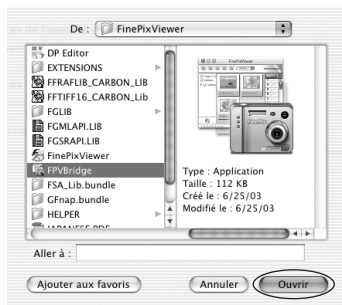 De : FinePixViewer
DP Editor
EXTENSIONS
FFRAFLIB_CARBON_LIB
FFTIFF16_CARBON_Lib
FGLIB
FGMLAPI.LIB
FGSRAPI.LIB
FinePixViewer
FPVBridge
FSA_Lib.bundle
GFnap.bundle
HELPER
JAPANESE.PDF
Type : Application
Taille : 112 KB
Créé le : 6/25/03
Modifié le : 6/25/03
Aller à :
Ajouter aux favoris
Annuler
Ouvrir